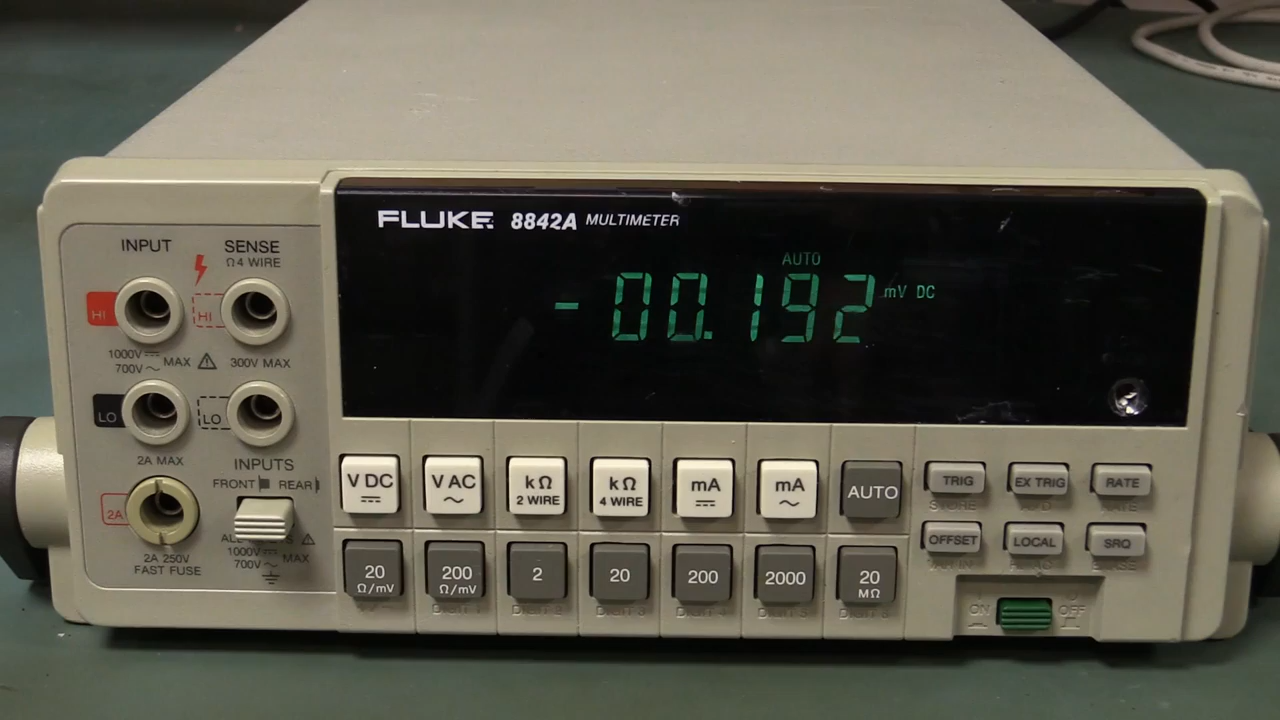 FLUKE 8842A MULTIMETER
AUTO
-00.192 mV DC
INPUT
SENSE
Ω4 WIRE
HI
HI
1000V
700V ~ MAX
300V MAX
LO
LO
2A MAX
INPUTS
FRONT REAR
2A
2A 250V
FAST FUSE
1000V
700V ~ MAX
V DC
V AC
~
kΩ
2 WIRE
kΩ
4 WIRE
mA
mA
~
AUTO
TRIG
EX TRIG
RATE
OFFSET
LOCAL
SRQ
20
Ω/mV
200
Ω/mV
2
20
200
2000
20
MΩ
ON
OFF